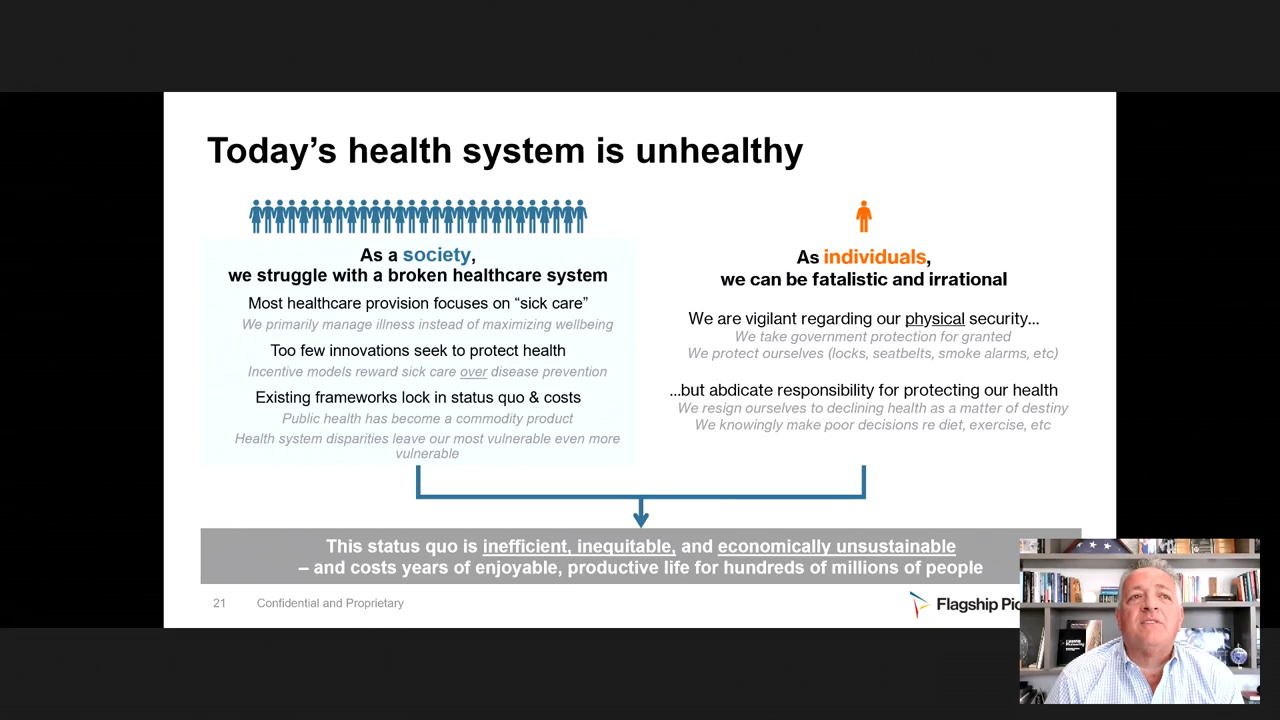 Today's health system is unhealthy
As a society,
we struggle with a broken healthcare system
Most healthcare provision focuses on “sick care”
We primarily manage illness instead of maximizing wellbeing
Too few innovations seek to protect health
Incentive models reward sick care over disease prevention
Existing frameworks lock in status quo & costs
Public health has become a commodity product
Health system disparities leave our most vulnerable even more
vulnerable
As individuals,
we can be fatalistic and irrational
We are vigilant regarding our physical security...
We take government protection for granted
We protect ourselves (locks, seatbelts, smoke alarms, etc)
...but abdicate responsibility for protecting our health
We resign ourselves to declining health as a matter of destiny
We knowingly make poor decisions re diet, exercise, etc
This status quo is inefficient, inequitable, and economically unsustainable
– and costs years of enjoyable, productive life for hundreds of millions of people
21 Confidential and Proprietary
Flagship